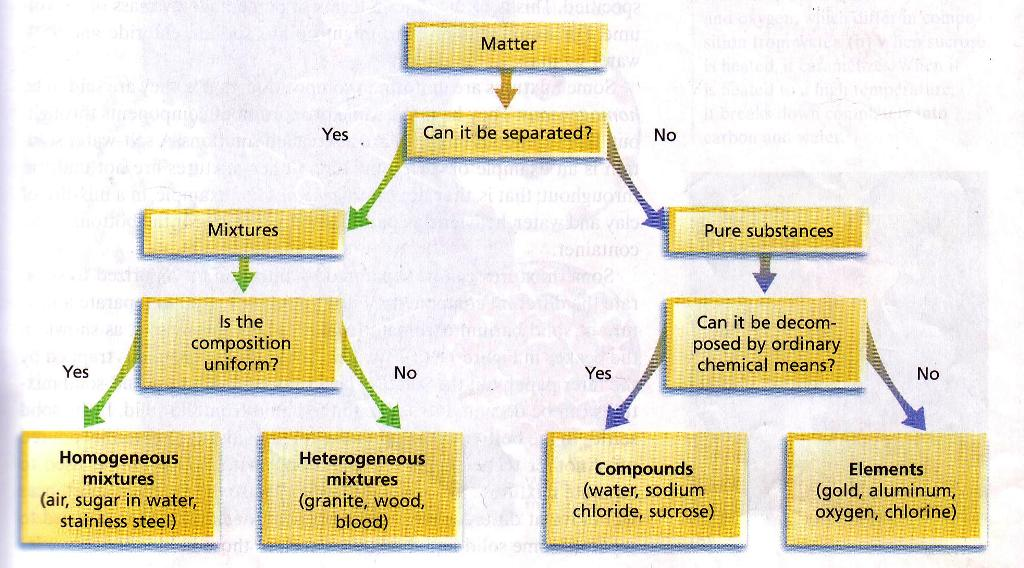 Matter
Can it be separated?
Yes
No
Mixtures
Pure substances
Is the
composition
uniform?
Can it be decom-
posed by ordinary
chemical means?
Yes
No
Yes
No
Homogeneous
mixtures
(air, sugar in water,
stainless steel)
Heterogeneous
mixtures
(granite, wood,
blood)
Compounds
(water, sodium
chloride, sucrose)
Elements
(gold, aluminum,
oxygen, chlorine)